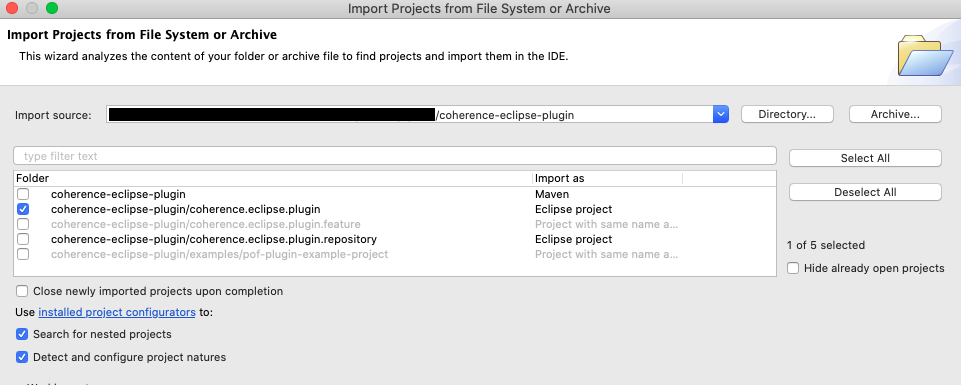 Import Projects from File System or Archive
Import Projects from File System or Archive
This wizard analyzes the content of your folder or archive file to find projects and import them in the IDE.
Import source: /coherence-eclipse-plugin Directory... Archive...
type filter text Select All
Folder Import as
coherence-eclipse-plugin Maven
Deselect All
coherence-eclipse-plugin/coherence.eclipse.plugin Eclipse project
coherence-eclipse-plugin/coherence.eclipse.plugin.feature Project with same name a...
coherence-eclipse-plugin/coherence.eclipse.plugin.repository Eclipse project
1 of 5 selected
coherence-eclipse-plugin/examples/pof-plugin-example-project Project with same name a...
Hide already open projects
Close newly imported projects upon completion
Use installed project configurators to:
Search for nested projects
Detect and configure project natures